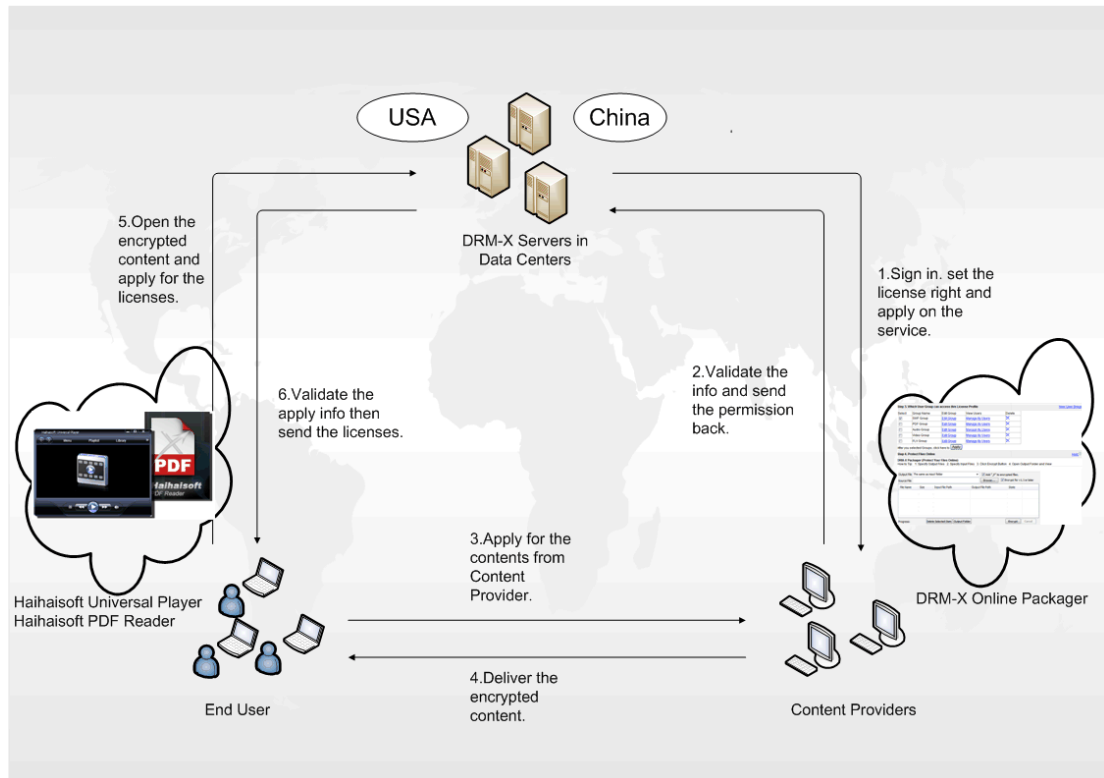 USA
China
DRM-X Servers in
Data Centers
5.Open the
encrypted
content and
apply for the
licenses.
1.Sign in. set the
license right and
apply on the
service.
6.Validate the
apply info then
send the licenses.
2.Validate the
info and send
the permission
back.
PDF
Haihaisoft
PDF Reader
3.Apply for the
contents from
Content
Provider.
Haihaisoft Universal Player
Haihaisoft PDF Reader
DRM-X Online Packager
4.Deliver the
encrypted
content.
End User
Content Providers